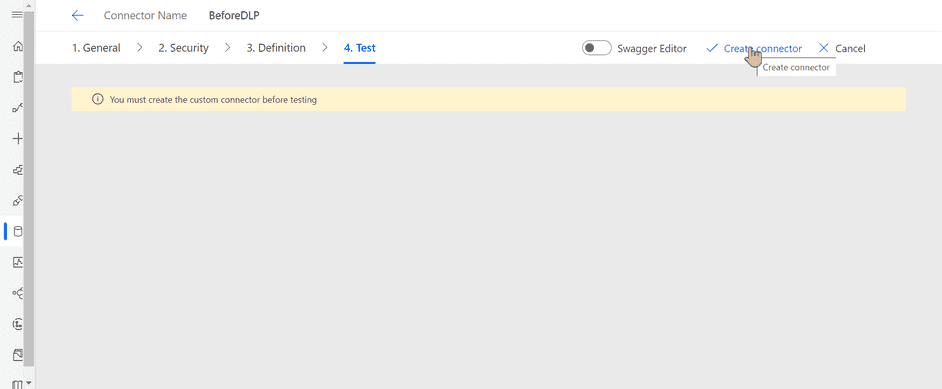 Connector Name BeforeDLP
1. General 2. Security 3. Definition 4. Test Swagger Editor Create connector Cancel
Create connector
You must create the custom connector before testing